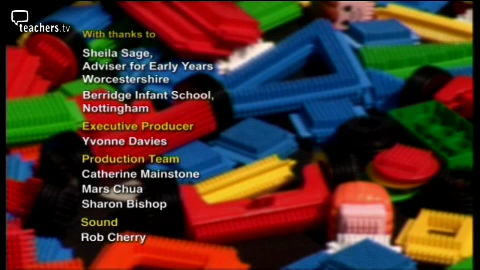 teachers.tv
With thanks to
Sheila Sage,
Adviser for Early Years
Worcestershire
Berridge Infant School,
Nottingham
Executive Producer
Yvonne Davies
Production Team
Catherine Mainstone
Mars Chua
Sharon Bishop
Sound
Rob Cherry